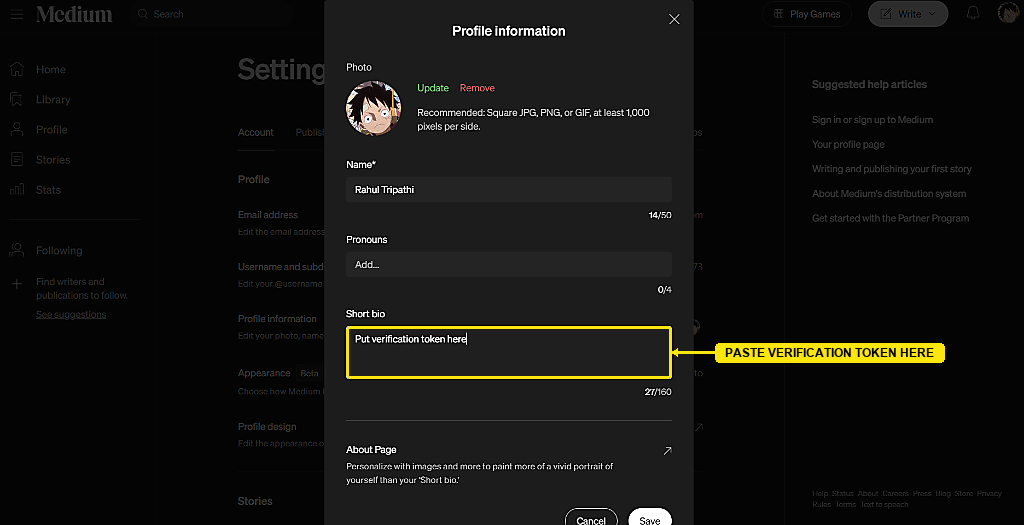 Medium
Search
Play Games
Write
Home
Library
Profile
Stories
Stats
Following
Find writers and
publications to follow.
See suggestions
Setting
Account
Publis
Profile
Email address
Edit the email address
Username and subd
Edit your @username
Profile information
Edit your photo, name
Appearance Beta
Choose how Medium
Profile design
Edit the appearance o
Stories
Profile information
Photo
Update Remove
Recommended: Square JPG, PNG, or GIF, at least 1,000
pixels per side.
Name*
Rahul Tripathi
14/50
Pronouns
Add...
0/4
Short bio
Put verification token here
27/160
About Page
Personalize with images and more to paint more of a vivid portrait of
yourself than your 'Short bio.'
Cancel
Save
PASTE VERIFICATION TOKEN HERE
Suggested help articles
Sign in or sign up to Medium
Your profile page
Writing and publishing your first story
About Medium's distribution system
Get started with the Partner Program
Help Status About Careers Press Blog Store Privacy
Rules Terms Text to speech